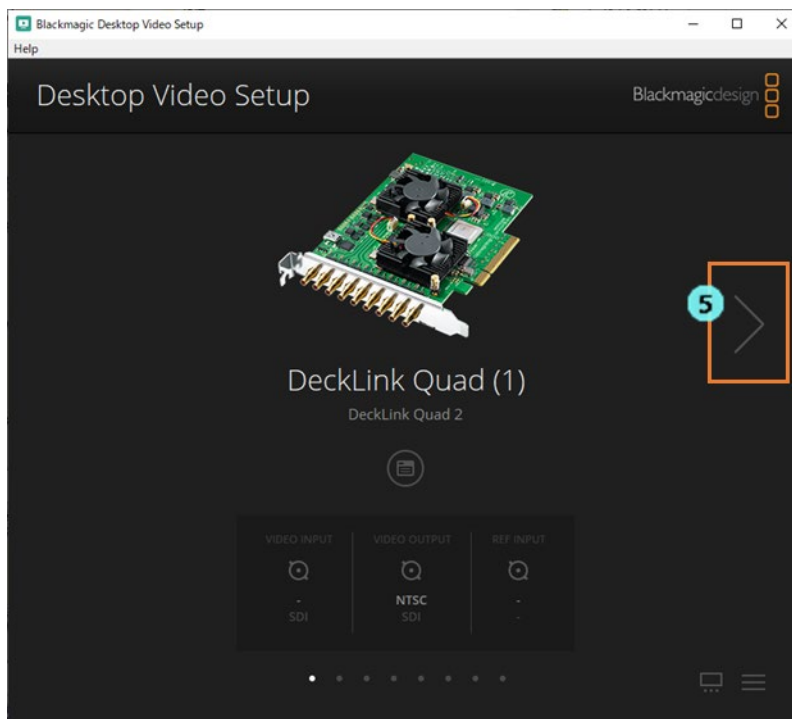 Blackmagic Desktop Video Setup
Help
Desktop Video Setup
Blackmagicdesign
5
DeckLink Quad (1)
DeckLink Quad 2
VIDEO INPUT VIDEO OUTPUT REF INPUT
- NTSC -
SDI SDI -